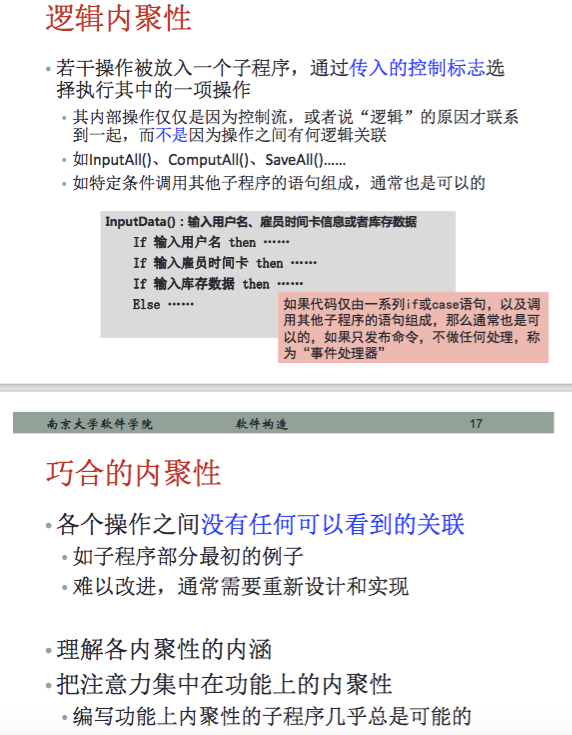 逻辑内聚性
• 若干操作被放入一个子程序，通过传入的控制标志选
择执行其中的一项操作
• 其内部操作仅仅是因为控制流，或者说“逻辑”的原因才联系
到一起，而不是因为操作之间有何逻辑关联
• 如InputAll()、ComputAll()、SaveAll()......
• 如特定条件调用其他子程序的语句组成，通常也是可以的
InputData()：输入用户名、雇员时间卡信息或者库存数据
If 输入用户名 then ……
If 输入雇员时间卡 then ……
If 输入库存数据 then ……
Else ……
如果代码仅由一系列if或case语句，以及调
用其他子程序的语句组成，那么通常也是可
以的，如果只发布命令，不做任何处理，称
为“事件处理器”
南京大学软件学院 软件构造 17
巧合的内聚性
• 各个操作之间没有任何可以看到的关联
• 如子程序部分最初的例子
• 难以改进，通常需要重新设计和实现
• 理解各内聚性的内涵
• 把注意力集中在功能上的内聚性
• 编写功能上内聚性的子程序几乎总是可能的